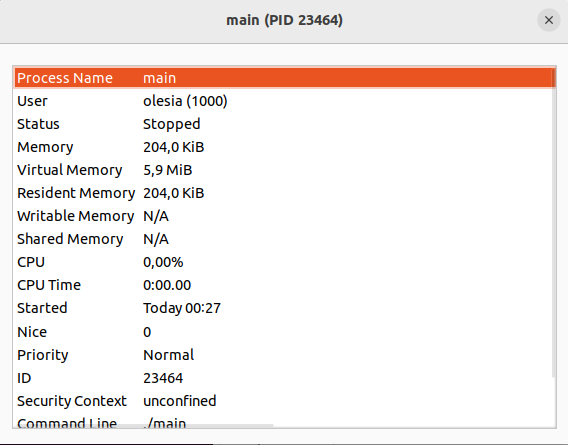 main (PID 23464)
Process Name main
User olesia (1000)
Status Stopped
Memory 204,0 KiB
Virtual Memory 5,9 MiB
Resident Memory 204,0 KiB
Writable Memory N/A
Shared Memory N/A
CPU 0,00%
CPU Time 0:00.00
Started Today 00:27
Nice 0
Priority Normal
ID 23464
Security Context unconfined
Command Line ./main